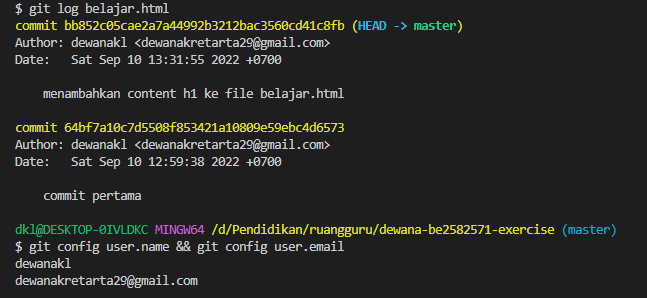 $ git log belajar.html
commit bb852c05cae2a7a44992b3212bac3560cd41c8fb (HEAD -> master)
Author: dewanakl <dewanakretarta29@gmail.com>
Date:   Sat Sep 10 13:31:55 2022 +0700
menambahkan content h1 ke file belajar.html
commit 64bf7a10c7d5508f853421a10809e59ebc4d6573
Author: dewanakl <dewanakretarta29@gmail.com>
Date:   Sat Sep 10 12:59:38 2022 +0700
commit pertama
dkl@DESKTOP-0IVLDKC MINGW64 /d/Pendidikan/ruangguru/dewana-be2582571-exercise (master)
$ git config user.name && git config user.email
dewanakl
dewanakretarta29@gmail.com